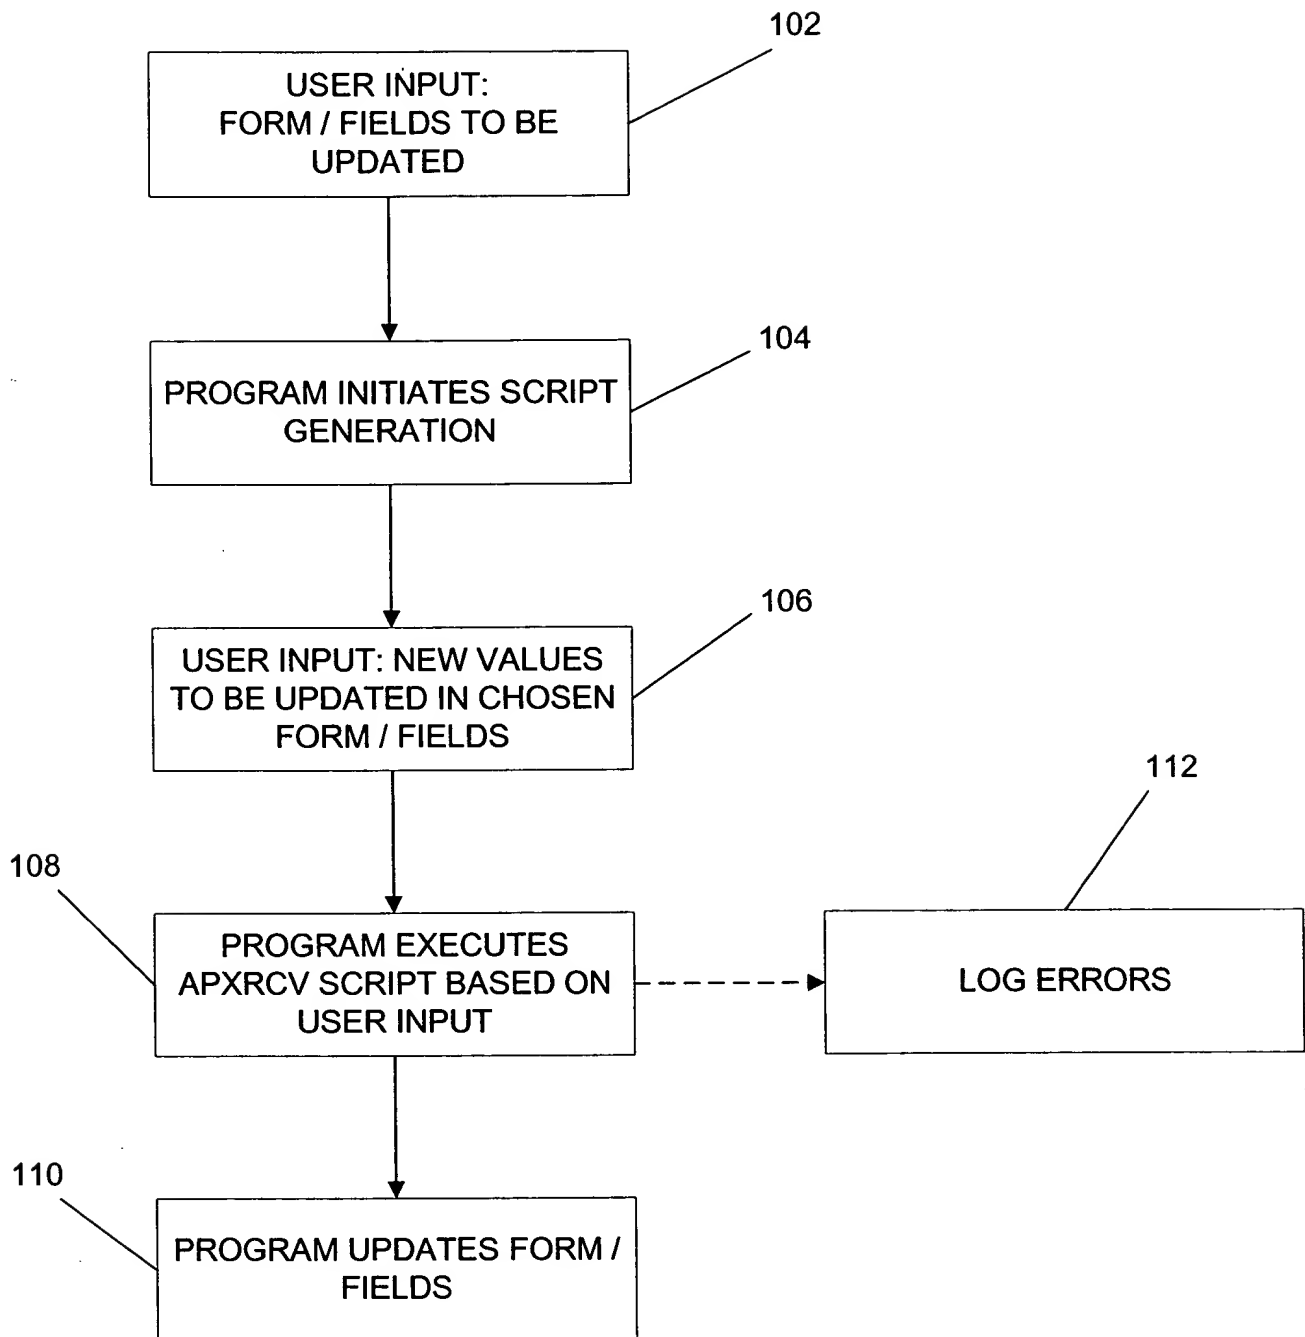 102
USER INPUT:
FORM / FIELDS TO BE
UPDATED
104
PROGRAM INITIATES SCRIPT
GENERATION
106
USER INPUT: NEW VALUES
TO BE UPDATED IN CHOSEN
FORM / FIELDS
112
108
PROGRAM EXECUTES
APXRCV SCRIPT BASED ON
USER INPUT
LOG ERRORS
110
PROGRAM UPDATES FORM /
FIELDS